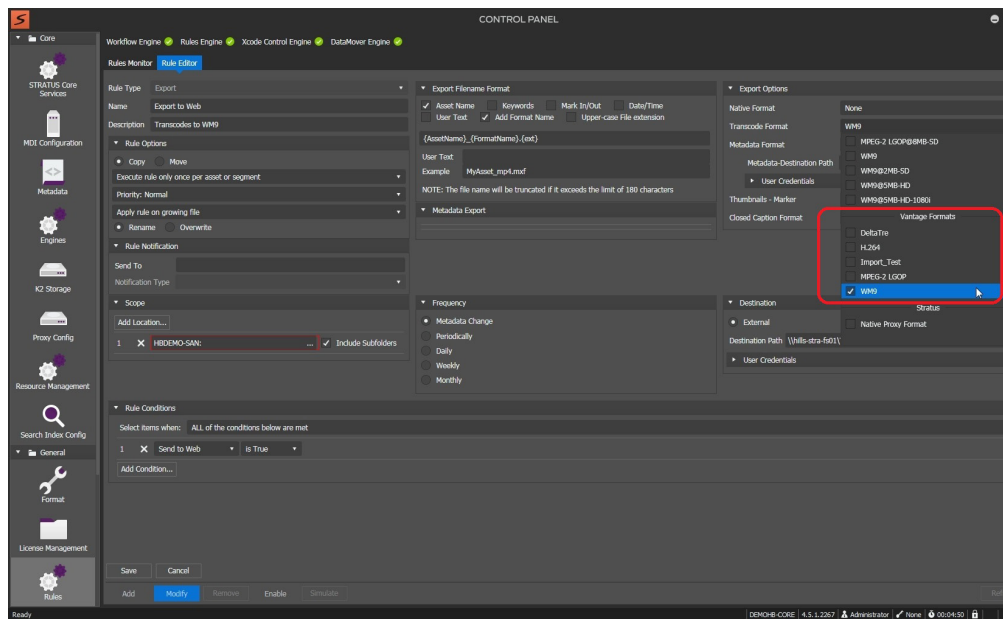 CONTROL PANEL
Core
STRATUS Core
Services
MDI Configuration
Metadata
Engines
K2 Storage
Proxy Config
Resource Management
Search Index Config
General
Format
License Management
Rules
Workflow Engine Rules Engine Xcode Control Engine DataMover Engine
Rules Monitor Rule Editor
Rule Type Export
Name Export to Web
Description Transcodes to WM9
Rule Options
Copy Move
Execute rule only once per asset or segment
Priority: Normal
Apply rule on growing file
Rename Overwrite
Rule Notification
Send To
Notification Type
Export Filename Format
Asset Name Keywords Mark In/Out Date/Time
User Text Add Format Name Upper-case File extension
{AssetName}_{FormatName}.{ext}
User Text
Example MyAsset_mp4.mxf
NOTE: The file name will be truncated if it exceeds the limit of 180 characters
Metadata Export
Export Options
Native Format None
Transcode Format WM9
Metadata Format
Metadata-Destination Path
User Credentials
Thumbnails - Marker
Closed Caption Format
MPEG-2 LGOP@8MB-SD
WM9
WM9@2MB-SD
WM9@5MB-HD
WM9@5MB-HD-1080i
Vantage Formats
DeltaTre
H.264
Import_Test
MPEG-2 LGOP
WM9
Stratus
Native Proxy Format
Scope
Add Location...
1 HBDEMO-SAN: ... Include Subfolders
Frequency
Metadata Change
Periodically
Daily
Weekly
Monthly
Destination
External
Destination Path \\hills-stra-fs01\
User Credentials
Rule Conditions
Select items when: ALL of the conditions below are met
1 Send to Web is True
Add Condition...
Save Cancel
Add Modify Remove Enable Simulate
Ready DEMOHB-CORE 4.5.1.2267 Administrator None 00:04:50